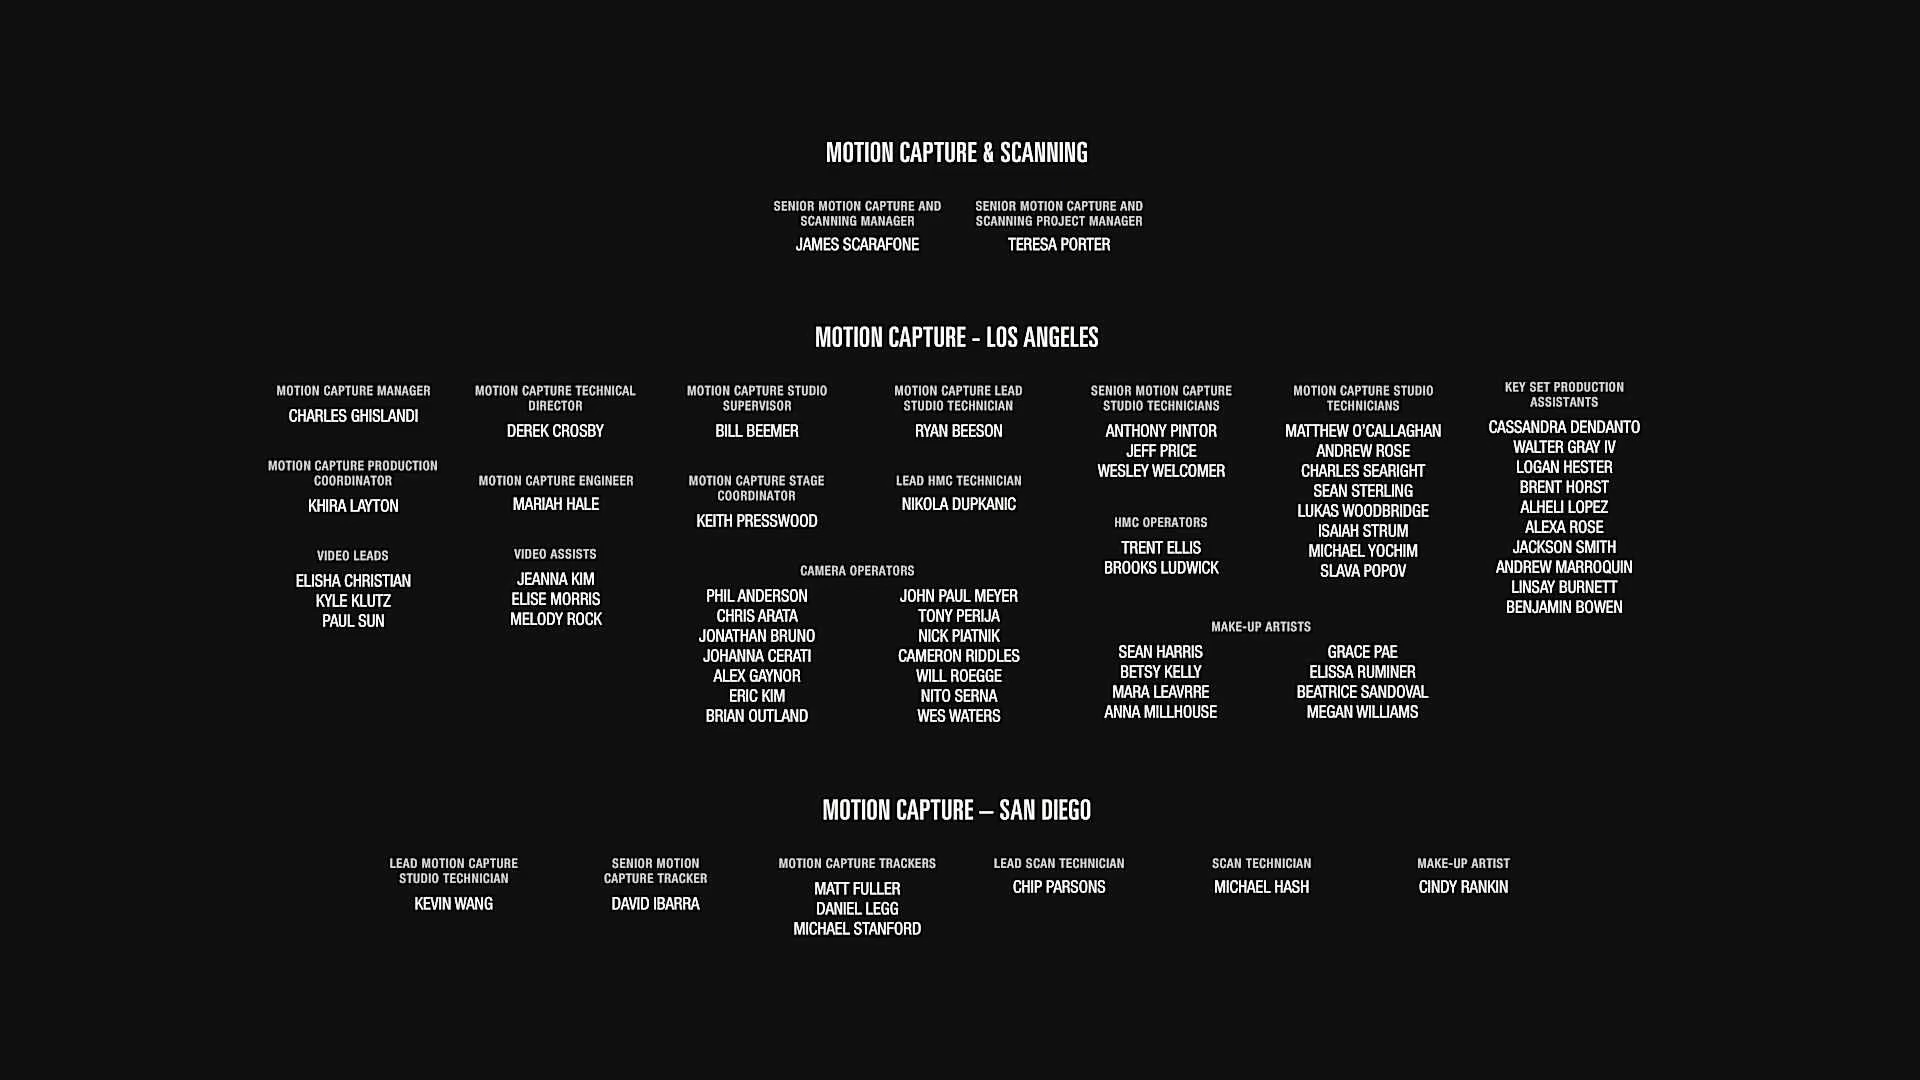 MOTION CAPTURE & SCANNING
SENIOR MOTION CAPTURE AND
SCANNING MANAGER
JAMES SCARAFONE
SENIOR MOTION CAPTURE AND
SCANNING PROJECT MANAGER
TERESA PORTER
MOTION CAPTURE - LOS ANGELES
MOTION CAPTURE MANAGER
CHARLES GHISLANDI
MOTION CAPTURE PRODUCTION
COORDINATOR
KHIRA LAYTON
VIDEO LEADS
ELISHA CHRISTIAN
KYLE KLUTZ
PAUL SUN
MOTION CAPTURE TECHNICAL
DIRECTOR
DEREK CROSBY
MOTION CAPTURE ENGINEER
MARIAH HALE
VIDEO ASSISTS
JEANNA KIM
ELISE MORRIS
MELODY ROCK
MOTION CAPTURE STUDIO
SUPERVISOR
BILL BEEMER
MOTION CAPTURE STAGE
COORDINATOR
KEITH PRESSWOOD
MOTION CAPTURE LEAD
STUDIO TECHNICIAN
RYAN BEESON
LEAD HMC TECHNICIAN
NIKOLA DUPKANIC
CAMERA OPERATORS
PHIL ANDERSON
CHRIS ARATA
JONATHAN BRUNO
JOHANNA CERATI
ALEX GAYNOR
ERIC KIM
BRIAN OUTLAND
JOHN PAUL MEYER
TONY PERIJA
NICK PIATNIK
CAMERON RIDDLES
WILL ROEGGE
NITO SERNA
WES WATERS
SENIOR MOTION CAPTURE
STUDIO TECHNICIANS
ANTHONY PINTOR
JEFF PRICE
WESLEY WELCOMER
HMC OPERATORS
TRENT ELLIS
BROOKS LUDWICK
MOTION CAPTURE STUDIO
TECHNICIANS
MATTHEW O'CALLAGHAN
ANDREW ROSE
CHARLES SEARIGHT
SEAN STERLING
LUKAS WOODBRIDGE
ISAIAH STRUM
MICHAEL YOCHIM
SLAVA POPOV
MAKE-UP ARTISTS
SEAN HARRIS
BETSY KELLY
MARA LEAVRRE
ANNA MILLHOUSE
GRACE PAE
ELISSA RUMINER
BEATRICE SANDOVAL
MEGAN WILLIAMS
KEY SET PRODUCTION
ASSISTANTS
CASSANDRA DENDANTO
WALTER GRAY IV
LOGAN HESTER
BRENT HORST
ALHELI LOPEZ
ALEXA ROSE
JACKSON SMITH
ANDREW MARROQUIN
LINSAY BURNETT
BENJAMIN BOWEN
MOTION CAPTURE – SAN DIEGO
LEAD MOTION CAPTURE
STUDIO TECHNICIAN
KEVIN WANG
SENIOR MOTION
CAPTURE TRACKER
DAVID IBARRA
MOTION CAPTURE TRACKERS
MATT FULLER
DANIEL LEGG
MICHAEL STANFORD
LEAD SCAN TECHNICIAN
CHIP PARSONS
SCAN TECHNICIAN
MICHAEL HASH
MAKE-UP ARTIST
CINDY RANKIN